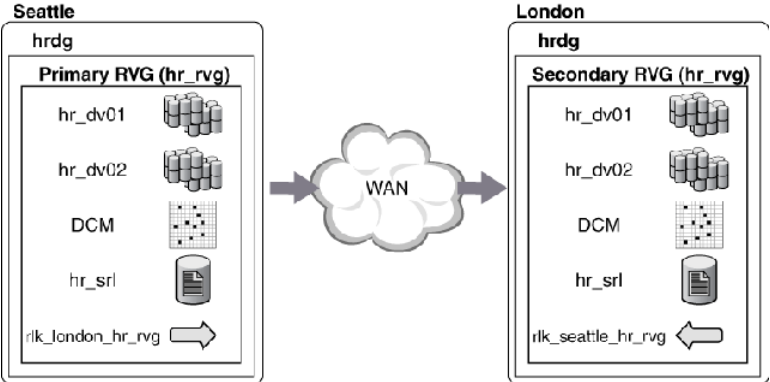 Seattle
hrdg
Primary RVG (hr_rvg)
hr_dv01
hr_dv02
DCM
hr_srl
rlk_london_hr_rvg
WAN
London
hrdg
Secondary RVG (hr_rvg)
hr_dv01
hr_dv02
DCM
hr_srl
rlk_seattle_hr_rvg